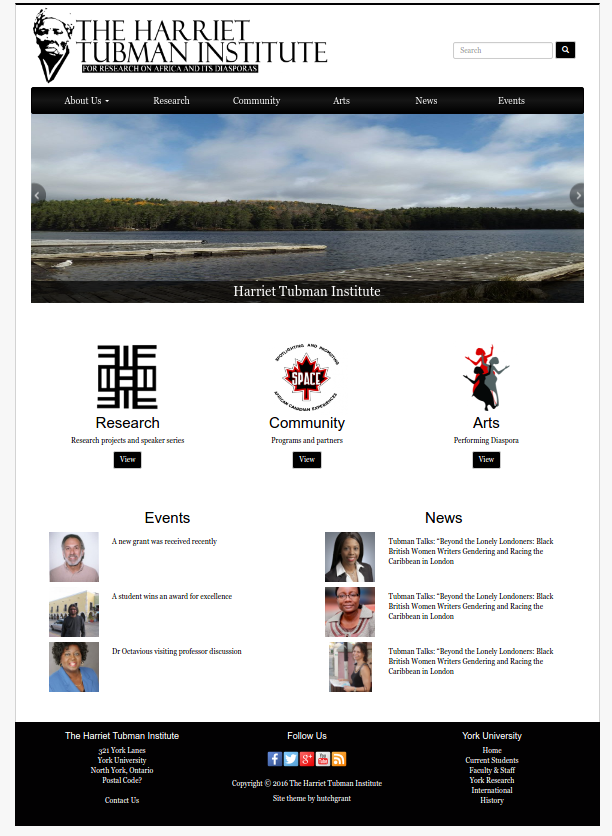 THE HARRIET
TUBMAN INSTITUTE
FOR RESEARCH ON AFRICA AND ITS DIASPORAS
Search
About Us
Research
Community
Arts
News
Events
Harriet Tubman Institute
SPOTLIGHTING AND PROMOTING
SPACE
AFRICAN CANADIAN EXPERIENCES
Research
Research projects and speaker series
View
Community
Programs and partners
View
Arts
Performing Diaspora
View
Events
A new grant was received recently
A student wins an award for excellence
Dr Octavious visiting professor discussion
News
Tubman Talks: "Beyond the Lonely Londoners: Black
British Women Writers Gendering and Racing the
Caribbean in London
Tubman Talks: "Beyond the Lonely Londoners: Black
British Women Writers Gendering and Racing the
Caribbean in London
Tubman Talks: "Beyond the Lonely Londoners: Black
British Women Writers Gendering and Racing the
Caribbean in London
The Harriet Tubman Institute
321 York Lanes
York University
North York, Ontario
Postal Code?
Contact Us
Follow Us
You Tube
Copyright © 2016 The Harriet Tubman Institute
Site theme by hutchgrant
York University
Home
Current Students
Faculty & Staff
York Research
International
History